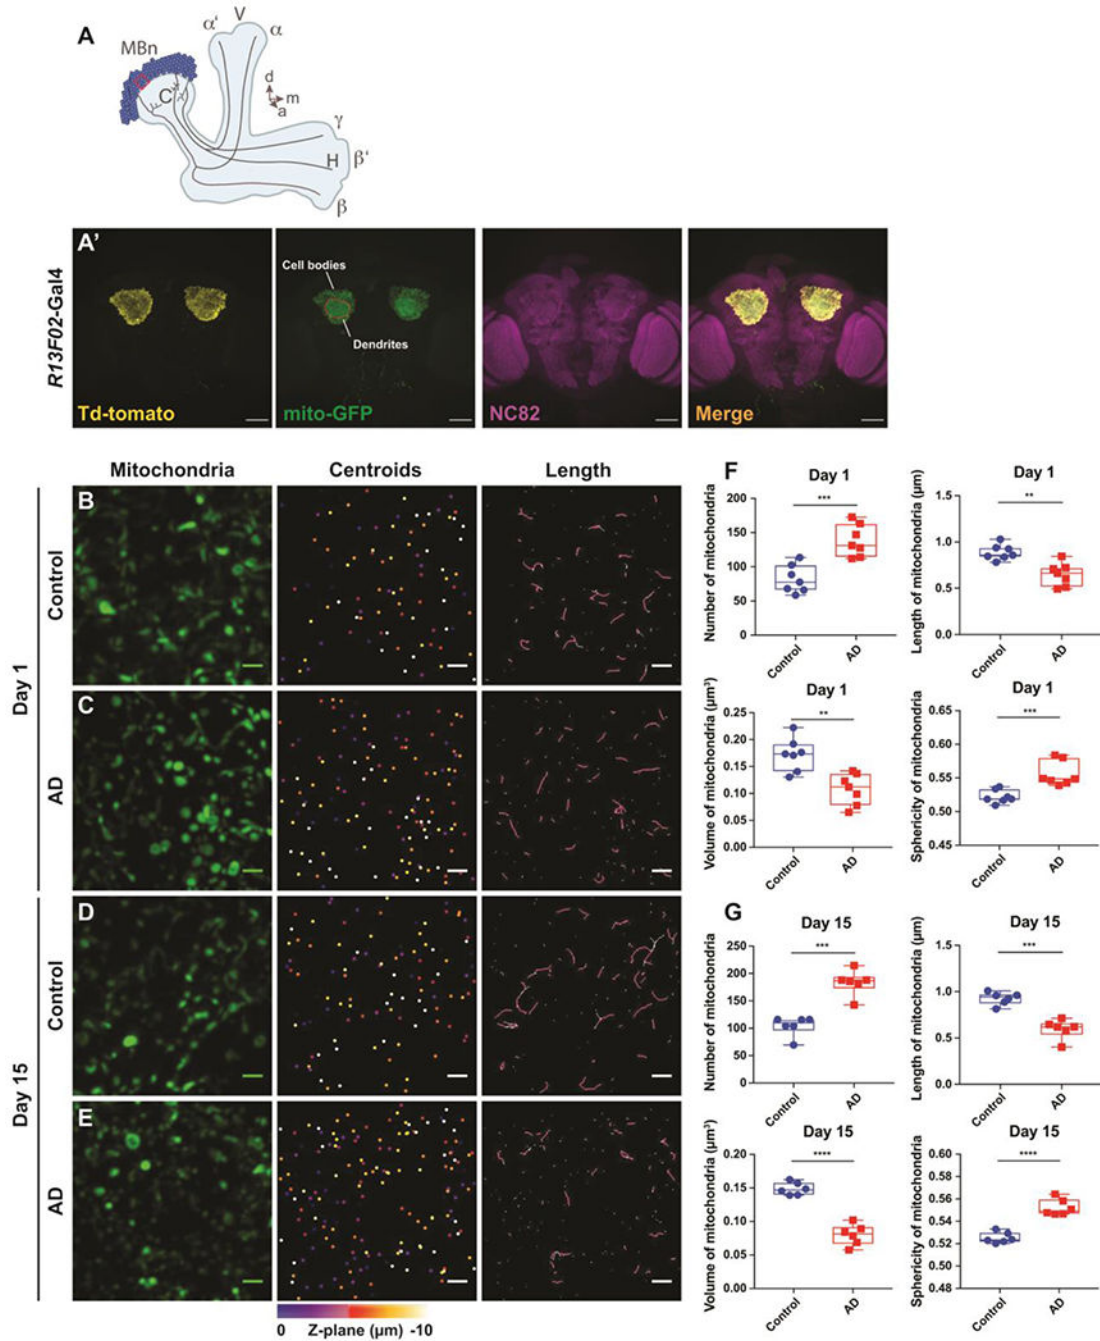 A
α'
V
α
MBn
C
d
m
a
γ
H
β'
β
A'
R13F02-Gal4
Cell bodies
Dendrites
Td-tomato
mito-GFP
NC82
Merge
Mitochondria
Centroids
Length
Day 1
Control
B
AD
C
Day 15
Control
D
AD
E
0
Z-plane (µm)
-10
F
Day 1
Number of mitochondria
200
150
100
50
0
***
Control
AD
Day 1
Length of mitochondria (µm)
1.5
1.0
0.5
0.0
**
Control
AD
Day 1
Volume of mitochondria (µm³)
0.25
0.20
0.15
0.10
0.05
0.00
**
Control
AD
Day 1
Sphericity of mitochondria
0.65
0.60
0.55
0.50
0.45
***
Control
AD
G
Day 15
Number of mitochondria
250
200
150
100
50
0
***
Control
AD
Day 15
Length of mitochondria (µm)
1.5
1.0
0.5
0.0
***
Control
AD
Day 15
Volume of mitochondria (µm³)
0.20
0.15
0.10
0.05
0.00
****
Control
AD
Day 15
Sphericity of mitochondria
0.60
0.58
0.56
0.54
0.52
0.50
0.48
****
Control
AD